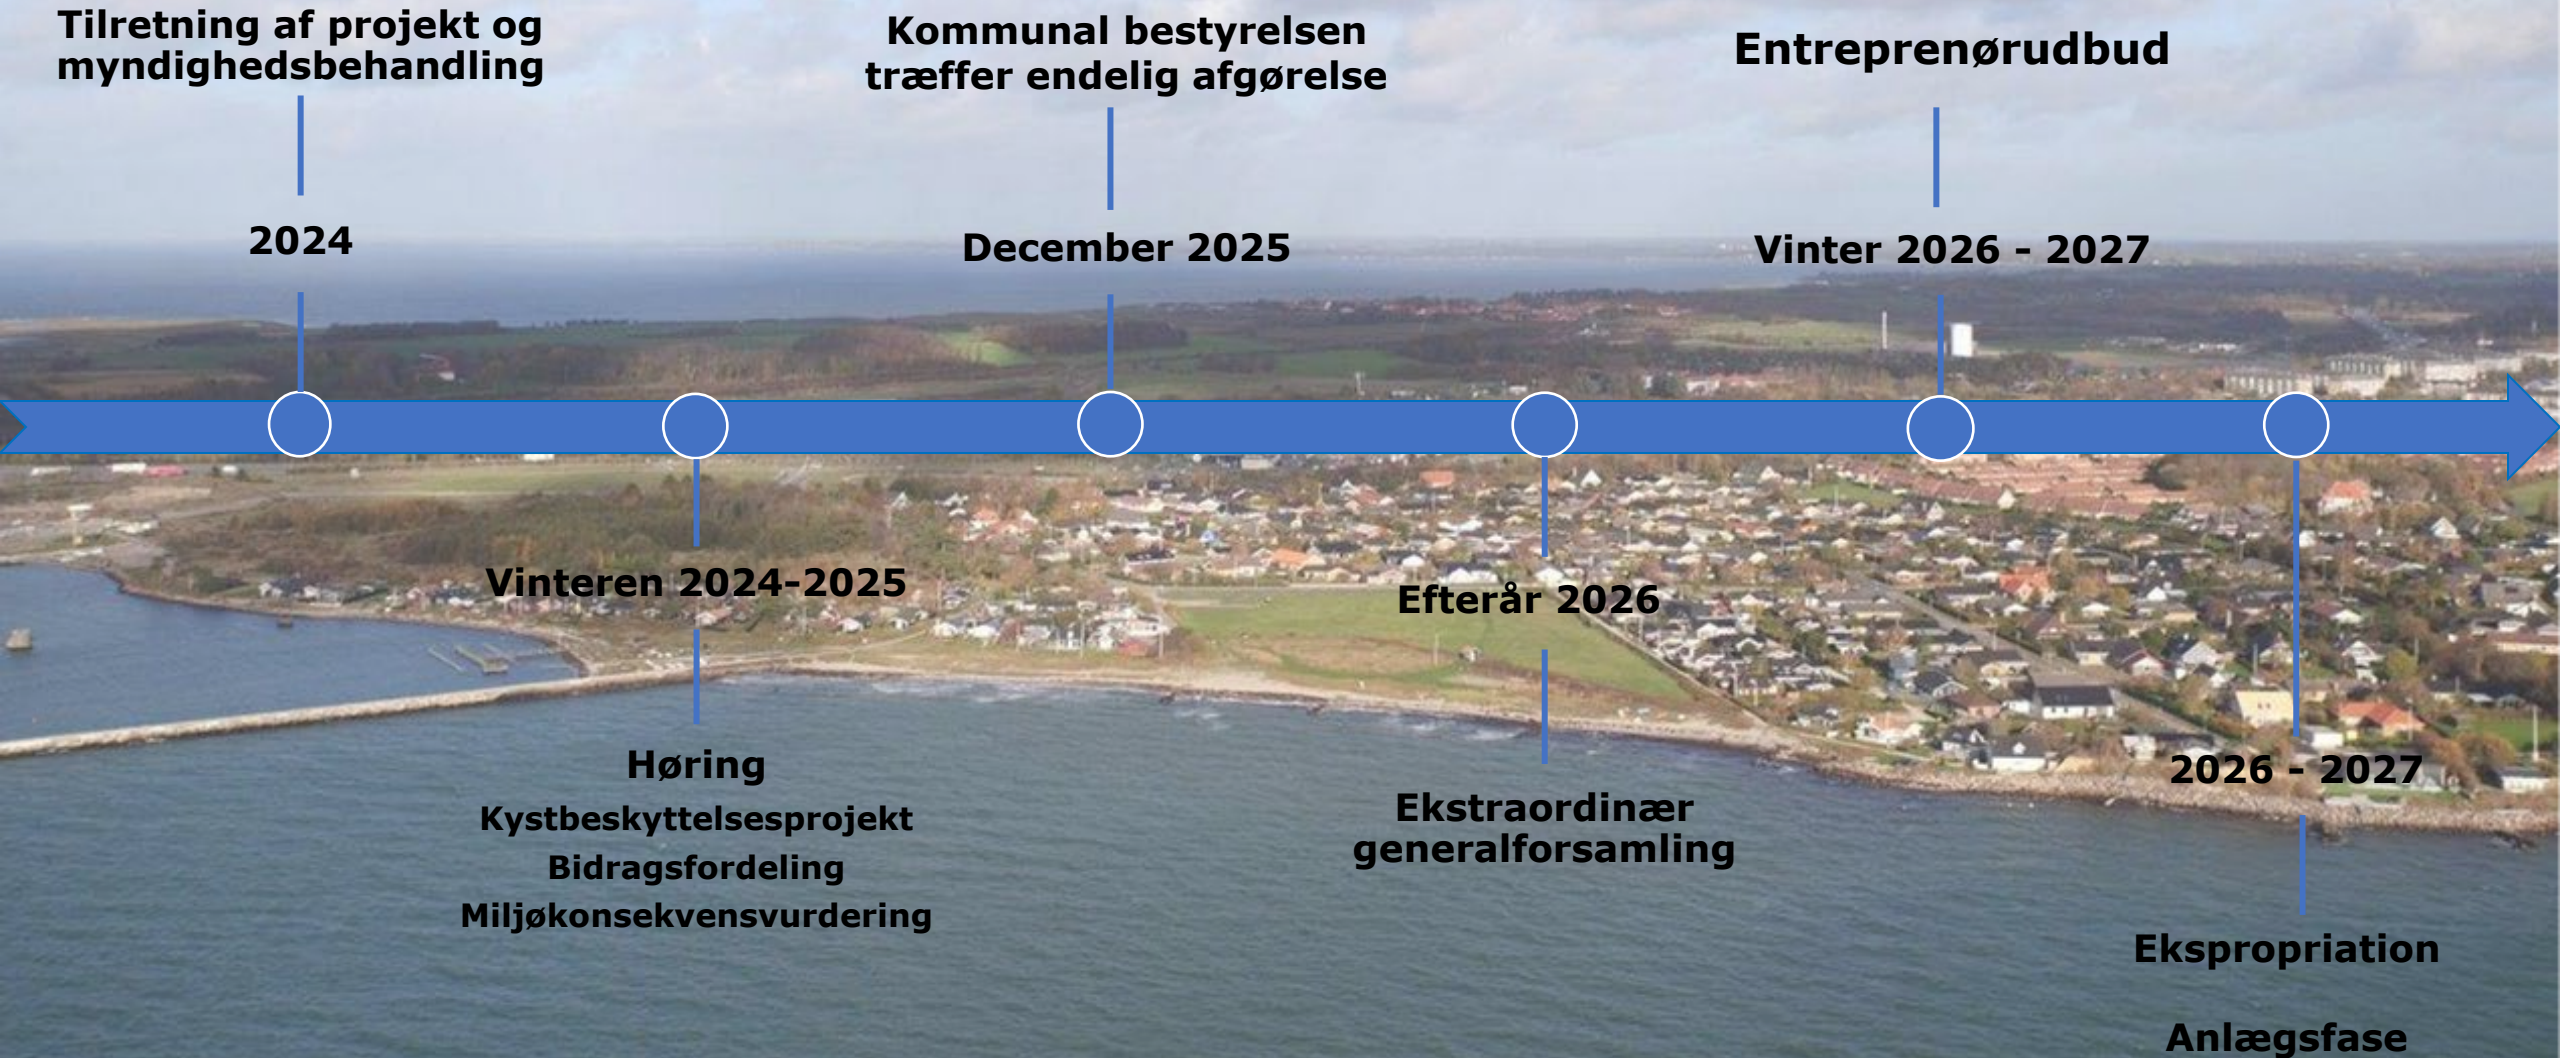 Tilretning af projekt og
myndighedsbehandling
2024
Vinteren 2024-2025
Høring
Kystbeskyttelsesprojekt
Bidragsfordeling
Miljøkonsekvensvurdering
Kommunal bestyrelsen
træffer endelig afgørelse
December 2025
Efterår 2026
Ekstraordinær
generalforsamling
Entreprenørudbud
Vinter 2026 - 2027
2026 - 2027
Ekspropriation
Anlægsfase